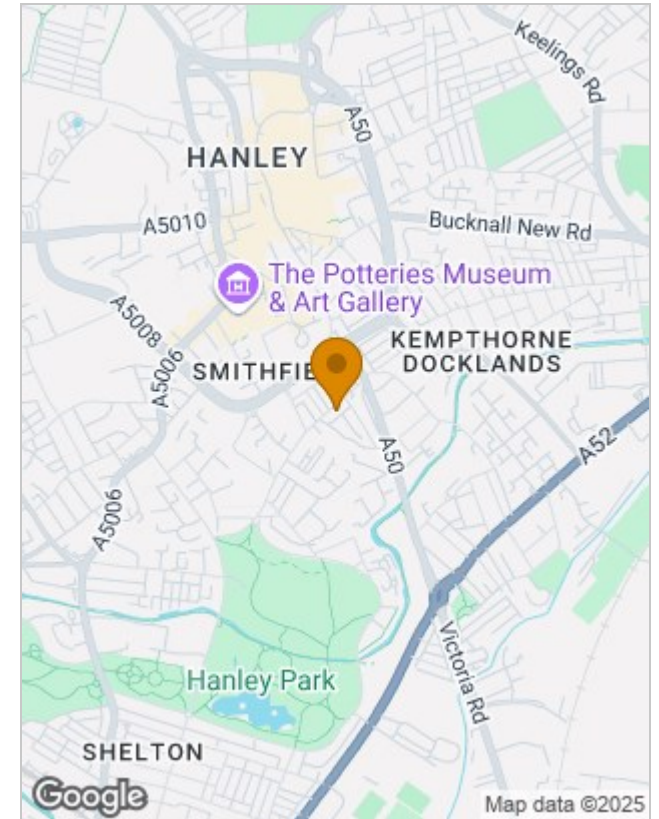 Keelings Rd
A50
HANLEY
A5010
Bucknall New Rd
The Potteries Museum
& Art Gallery
A5008
A5006
KEMPTHORNE
DOCKLANDS
SMITHFIE
A50
A52
A5006
Victoria Rd
Hanley Park
SHELTON
Google
Map data ©2025